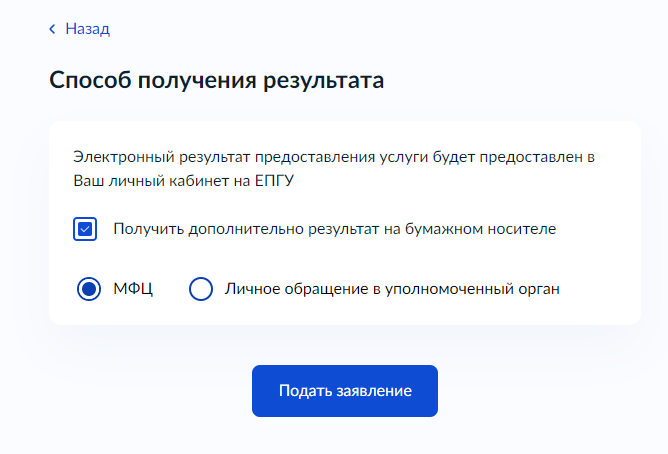 Назад
Способ получения результата
Электронный результат предоставления услуги будет предоставлен в
Ваш личный кабинет на ЕПГУ
Получить дополнительно результат на бумажном носителе
МФЦ Личное обращение в уполномоченный орган
Подать заявление